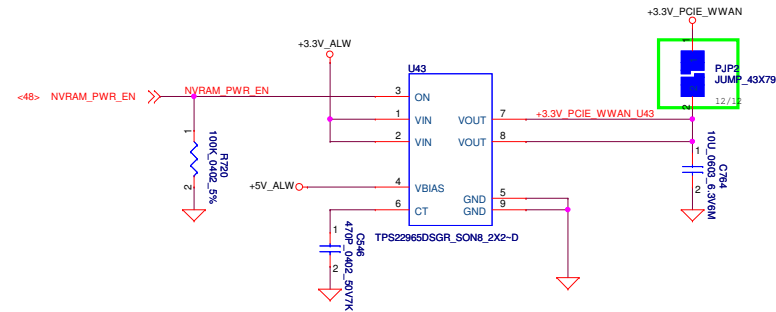 +3.3V_PCIE_WWAN
+3.3V_ALW
U43
1
PJP2
JUMP_43X79
12/12
2
<48> NVRAM_PWR_EN
NVRAM_PWR_EN
3
ON
1
VIN
VOUT
7
+3.3V_PCIE_WWAN_U43
2
VIN
VOUT
8
1
R720
100K_0402_5%
2
1
C764
10U_0603_6.3V6M
2
+5V_ALW
4
VBIAS
6
CT
GND
5
GND
9
TPS22965DSGR_SON8_2X2~D
1
C546
470P_0402_50V7K
2